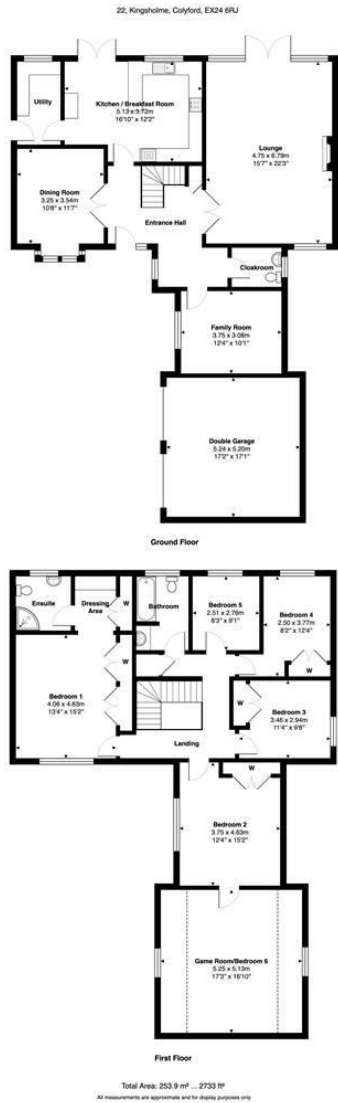 22, Kingsholme, Colyford, EX24 6RJ
Utility
Kitchen / Breakfast Room
5.13 x 3.72m
16'10" x 12'2"
Lounge
4.75 x 6.79m
15'7" x 22'3"
Dining Room
3.25 x 3.54m
10'8" x 11'7"
Entrance Hall
Cloakroom
Family Room
3.75 x 3.08m
12'4" x 10'1"
Double Garage
5.24 x 5.20m
17'2" x 17'1"
Ground Floor
Ensuite
Dressing
Area
W
Bathroom
Bedroom 5
2.51 x 2.76m
8'3" x 9'1"
Bedroom 4
2.50 x 3.77m
8'2" x 12'4"
W
W
Bedroom 1
4.06 x 4.63m
13'4" x 15'2"
W
Bedroom 3
3.46 x 2.94m
11'4" x 9'8"
Landing
W
Bedroom 2
3.75 x 4.63m
12'4" x 15'2"
Game Room/Bedroom 6
5.25 x 5.13m
17'3" x 16'10"
First Floor
Total Area: 253.9 m² ... 2733 ft²
All measurements are approximate and for display purposes only